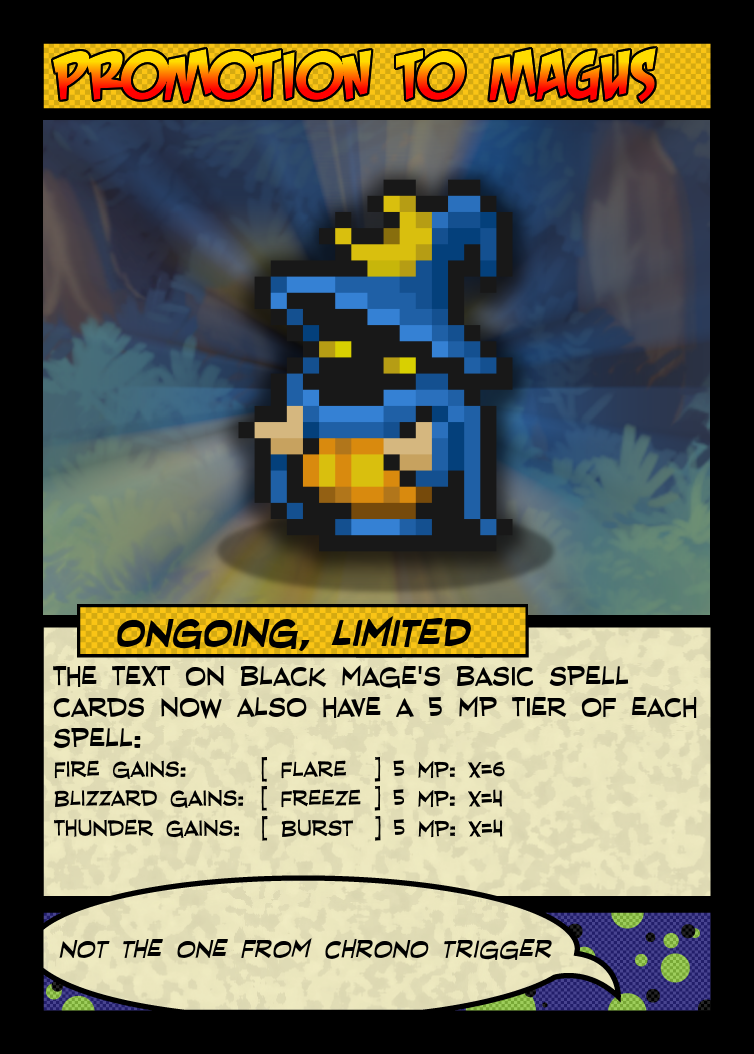 PROMOTION TO MAGUS
ONGOING, LIMITED
THE TEXT ON BLACK MAGE'S BASIC SPELL
CARDS NOW ALSO HAVE A 5 MP TIER OF EACH
SPELL:
FIRE GAINS: [ FLARE ] 5 MP: X=6
BLIZZARD GAINS: [ FREEZE ] 5 MP: X=4
THUNDER GAINS: [ BURST ] 5 MP: X=4
NOT THE ONE FROM CHRONO TRIGGER